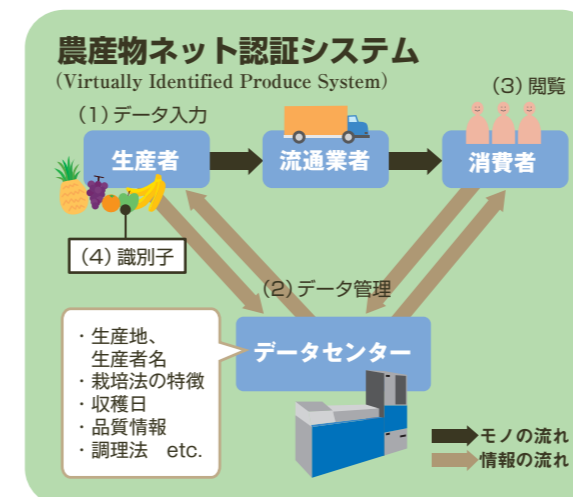 農産物ネット認証システム
(Virtually Identified Produce System)
(1)データ入力
(3)閲覧
生産者
流通業者
消費者
(4)識別子
(2)データ管理
データセンター
・生産地、
生産者名
・栽培法の特徴
・収穫日
・品質情報
・調理法 etc.
モノの流れ
情報の流れ